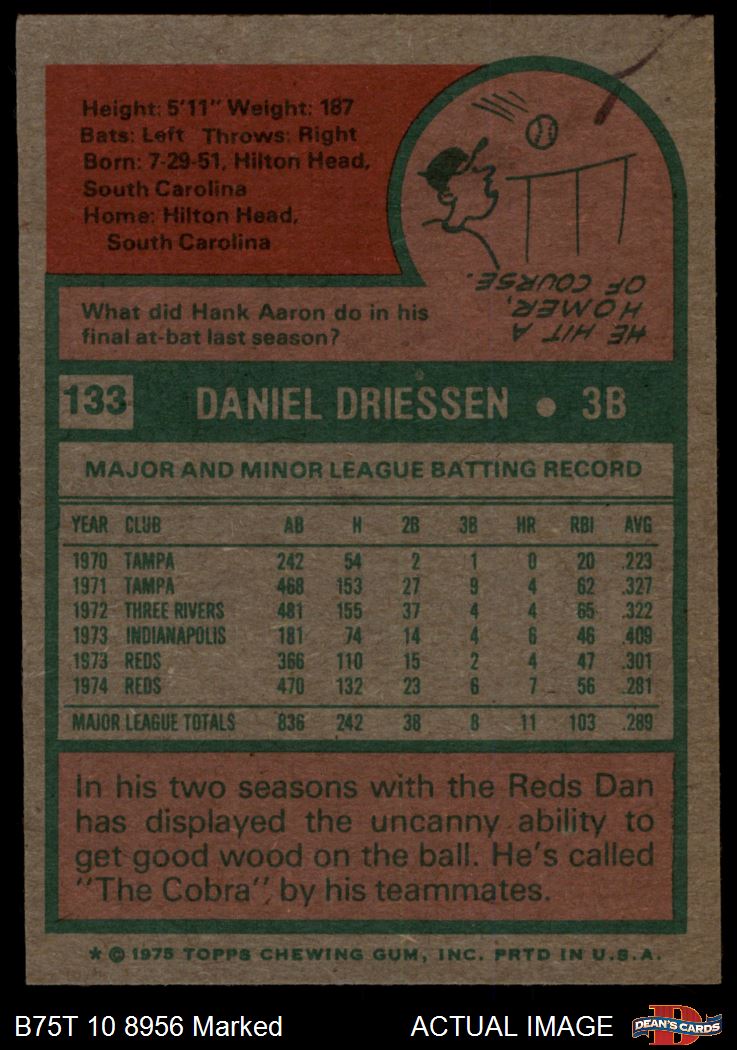 Height: 5'11" Weight: 187
Bats: Left Throws: Right
Born: 7-29-51, Hilton Head,
South Carolina
Home: Hilton Head,
South Carolina
What did Hank Aaron do in his
final at-bat last season?
HE HIT A
HOMER,
OF COURSE.
133 DANIEL DRIESSEN • 3B
MAJOR AND MINOR LEAGUE BATTING RECORD
YEAR CLUB AB H 2B 3B HR RBI AVG
1970 TAMPA 242 54 2 1 0 20 .223
1971 TAMPA 468 153 27 9 4 62 .327
1972 THREE RIVERS 481 155 37 4 4 65 .322
1973 INDIANAPOLIS 181 74 14 4 6 46 .409
1973 REDS 366 110 15 2 4 47 .301
1974 REDS 470 132 23 6 7 56 .281
MAJOR LEAGUE TOTALS 836 242 38 8 11 103 .289
In his two seasons with the Reds Dan
has displayed the uncanny ability to
get good wood on the ball. He's called
"The Cobra" by his teammates.
* © 1975 TOPPS CHEWING GUM, INC. PRTD IN U.S.A.
B75T 10 8956 Marked ACTUAL IMAGE
DEAN'S CARDS